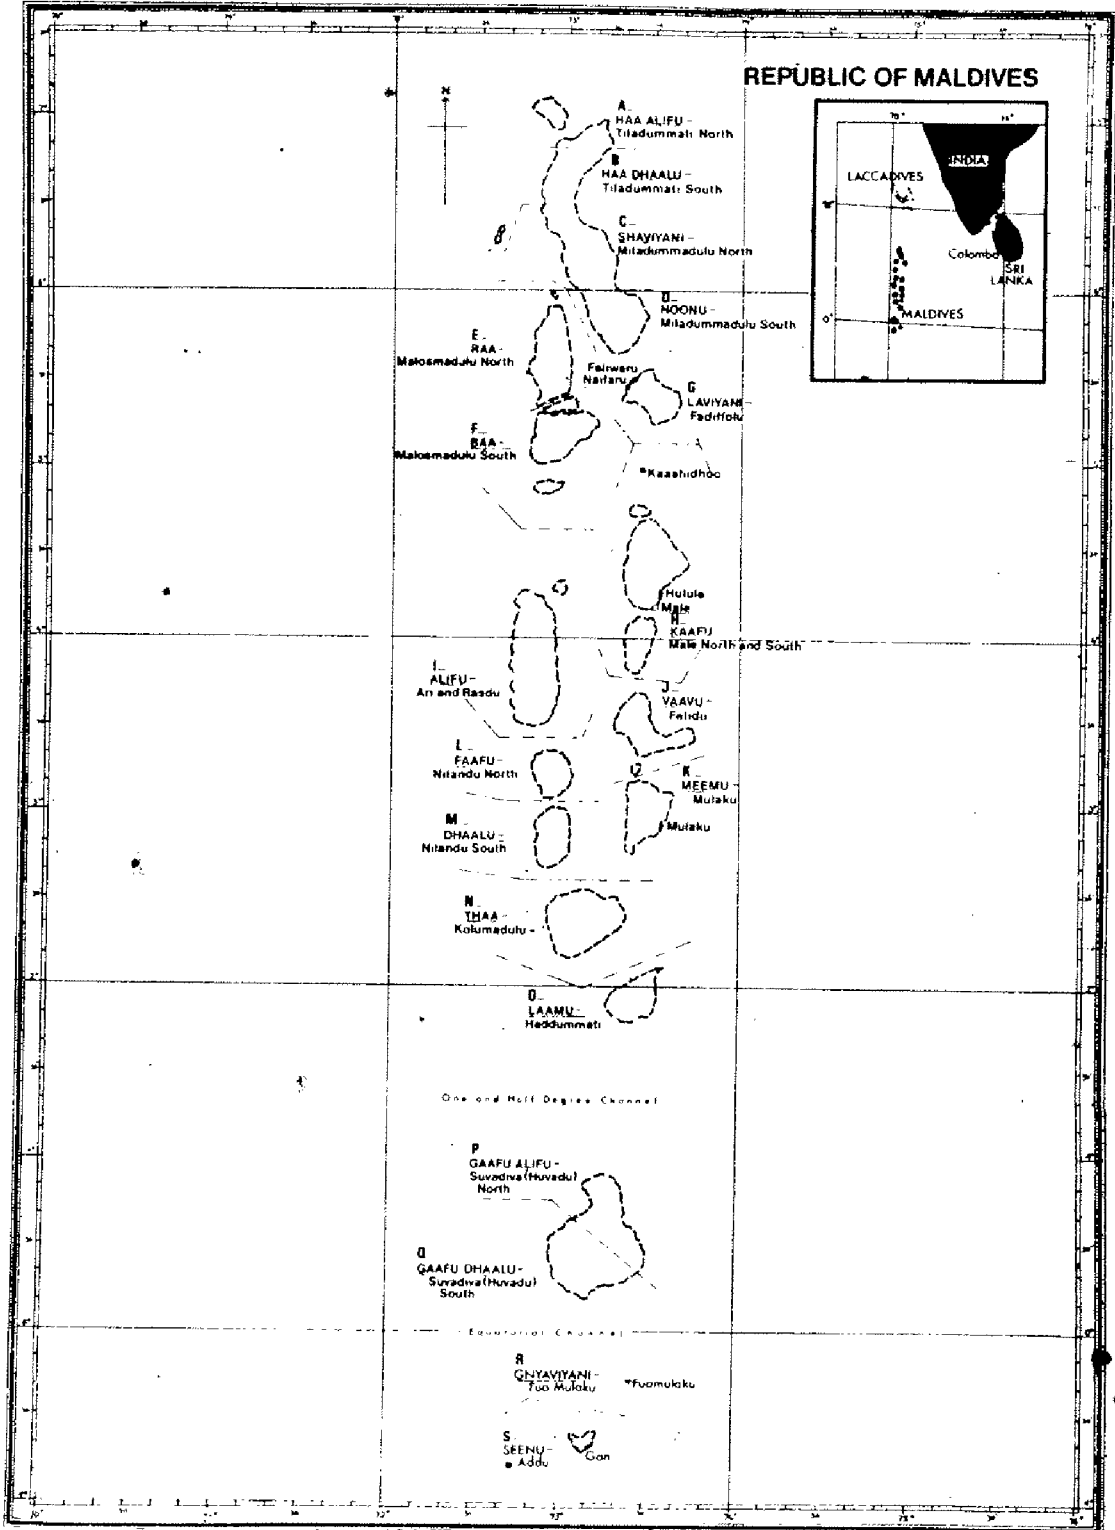 REPUBLIC OF MALDIVES
INDIA
LACCADIVES
Colombo
SRI
LANKA
MALDIVES
0°
N
A
HAA ALIFU -
Tiladummati North
B
HAA DHAALU -
Tiladummati South
C
SHAVIYANI -
Miladummadulu North
D
NOONU -
Miladummadulu South
E
RAA -
Malosmadulu North
Naifaru
G
LAVIYANI -
Fadiffolu
F
BAA -
Malosmadulu South
Kaashidhoo
Hulule
Male
H
KAAFU
Male North and South
I
ALIFU -
Ari and Rasdu
J
VAAVU -
Felidu
L
FAAFU -
Nilandu North
K
MEEMU -
Mulaku
Mulaku
M
DHAALU -
Nilandu South
N
THAA -
Kolumadulu -
O
LAAMU -
Haddummati
One and Half Degree Channel
P
GAAFU ALIFU -
Suvadiva (Huvadu)
North
Q
GAAFU DHAALU -
Suvadiva (Huvadu)
South
Equatorial Channel
R
GNYAVIYANI -
Fua Mulaku
Fuamulaku
S
SEENU -
Addu
Gan